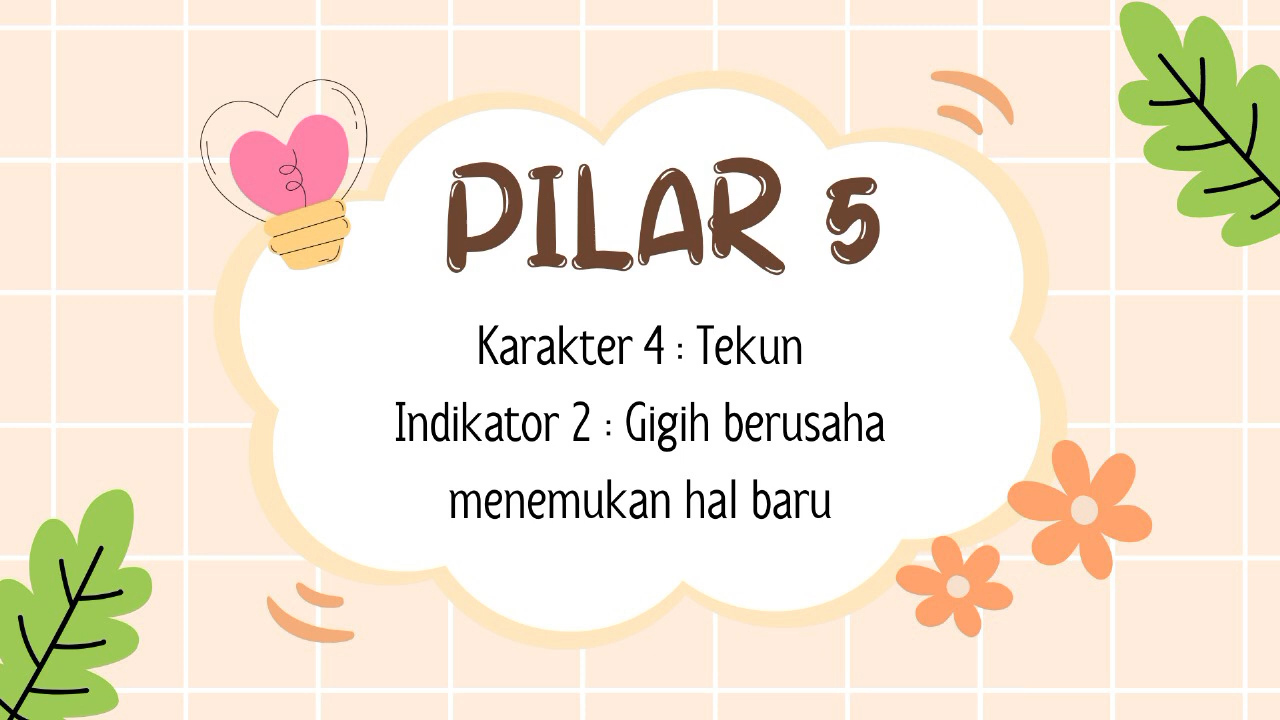 PILAR 5
Karakter 4 : Tekun
Indikator 2 : Gigih berusaha
menemukan hal baru